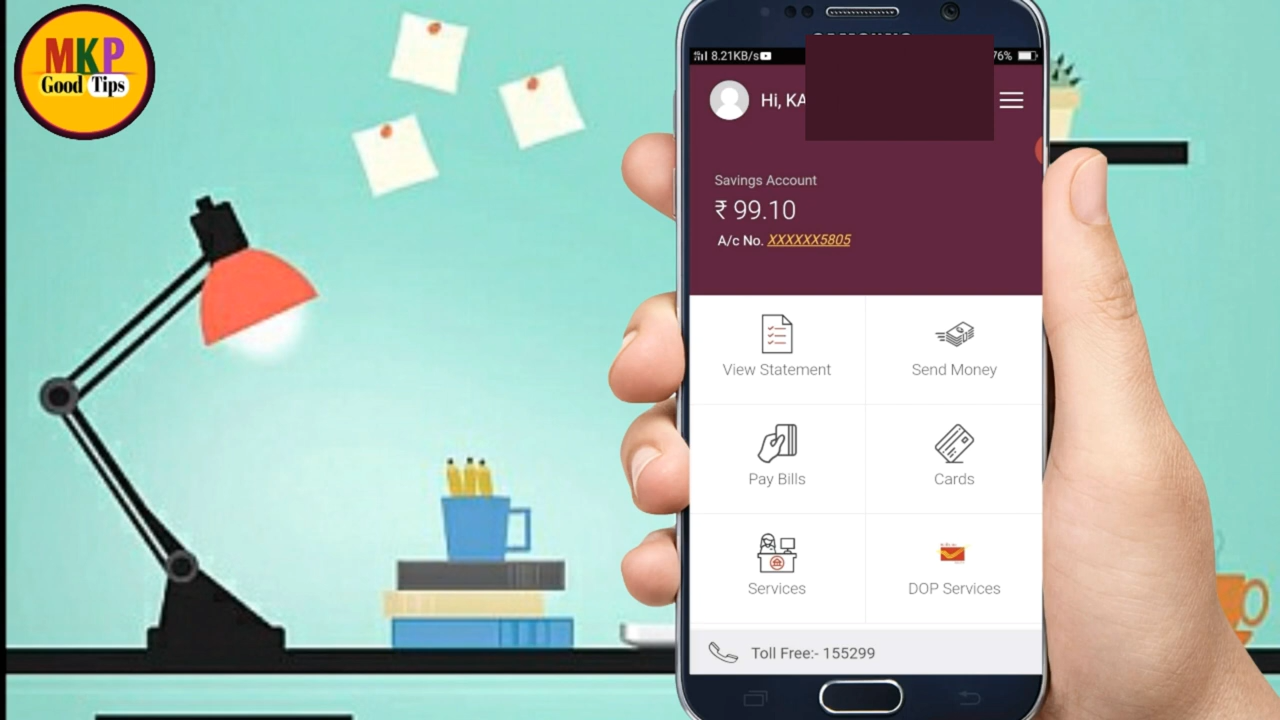 MKP
Good Tips
8.21KB/s
76%
Hi, KA
Savings Account
₹ 99.10
A/c No. XXXXXX5805
View Statement
Send Money
Pay Bills
Cards
Services
DOP Services
Toll Free:- 155299